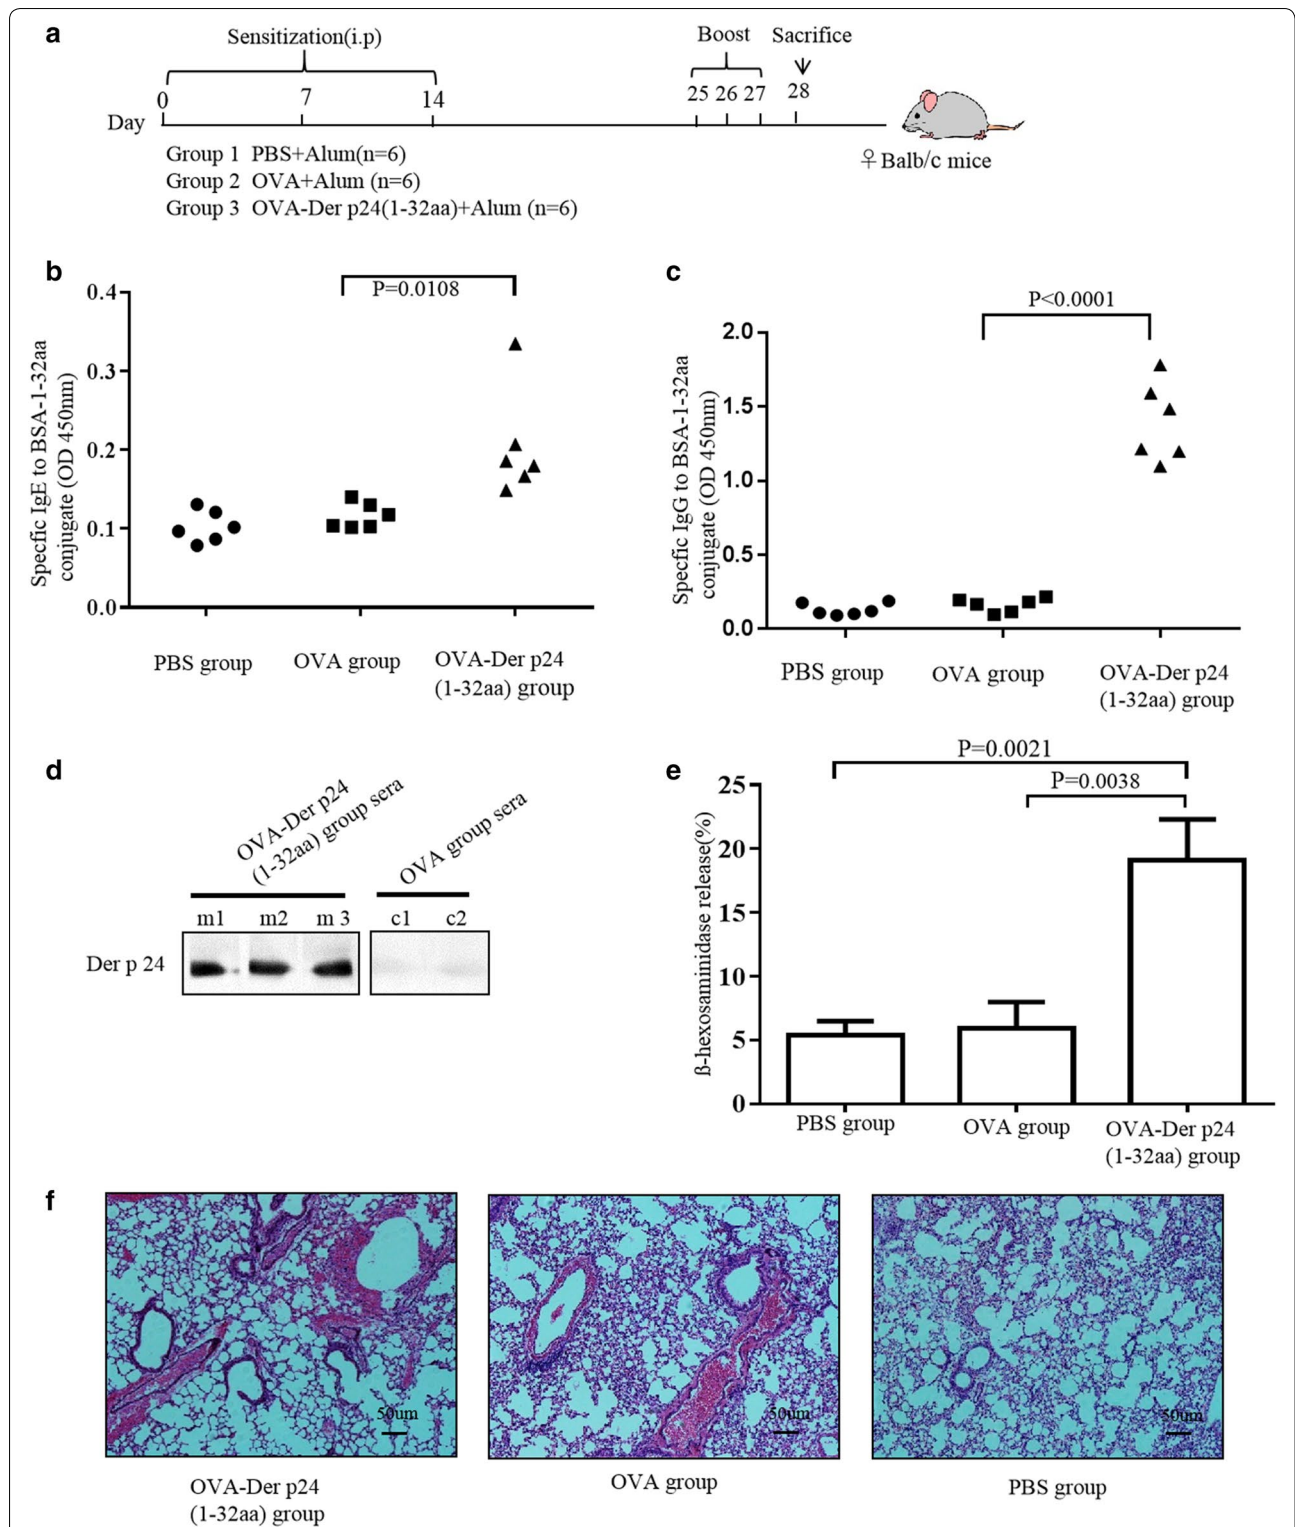 a
Sensitization(i.p)
Boost
Sacrifice
0
7
14
25 26 27
28
Day
Group 1 PBS+Alum(n=6)
Group 2 OVA+Alum (n=6)
Group 3 OVA-Der p24(1-32aa)+Alum (n=6)
♀Balb/c mice
b
P=0.0108
0.4
0.3
0.2
0.1
0.0
Specfic IgE to BSA-1-32aa
conjugate (OD 450nm)
PBS group
OVA group
OVA-Der p24
(1-32aa) group
c
P<0.0001
2.0
1.5
1.0
0.5
0.0
Specfic IgG to BSA-1-32aa
conjugate (OD 450nm)
PBS group
OVA group
OVA-Der p24
(1-32aa) group
d
OVA-Der p24
(1-32aa) group sera
OVA group sera
m1
m2
m 3
c1
c2
Der p 24
e
P=0.0021
P=0.0038
25
20
15
10
5
0
ß-hexosaminidase release(%)
PBS group
OVA group
OVA-Der p24
(1-32aa) group
f
50um
50um
50um
OVA-Der p24
(1-32aa) group
OVA group
PBS group